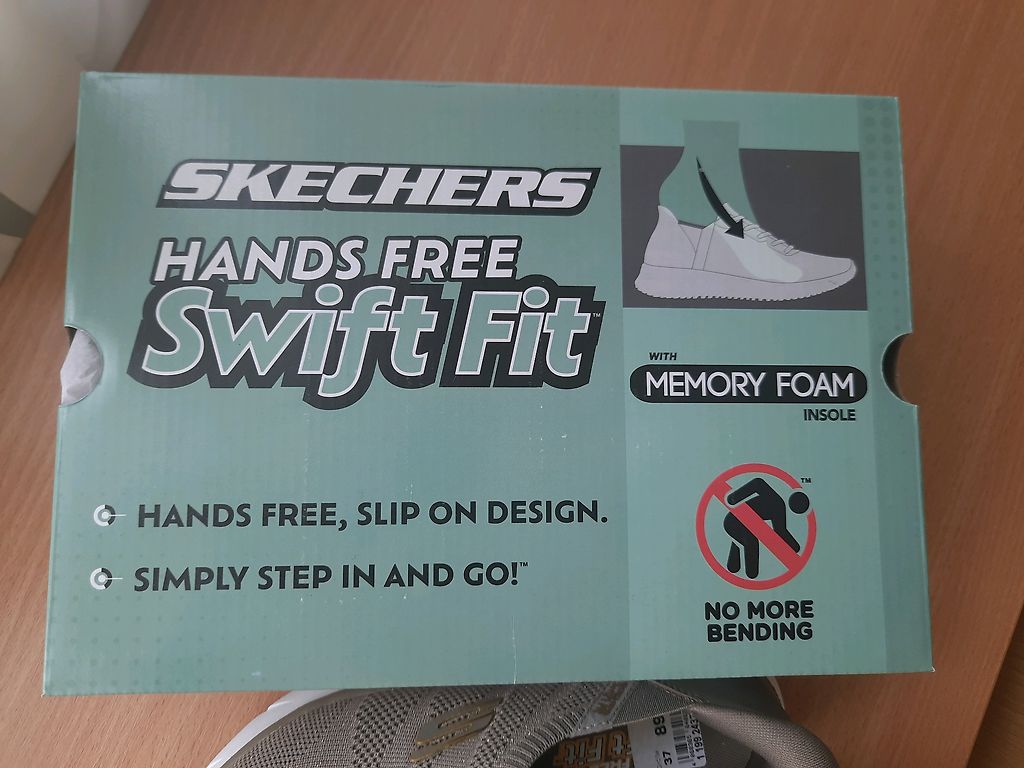 SKECHERS
HANDS FREE
Swift Fit™
HANDS FREE, SLIP ON DESIGN.
SIMPLY STEP IN AND GO!™
WITH
MEMORY FOAM
INSOLE
™
NO MORE
BENDING
37